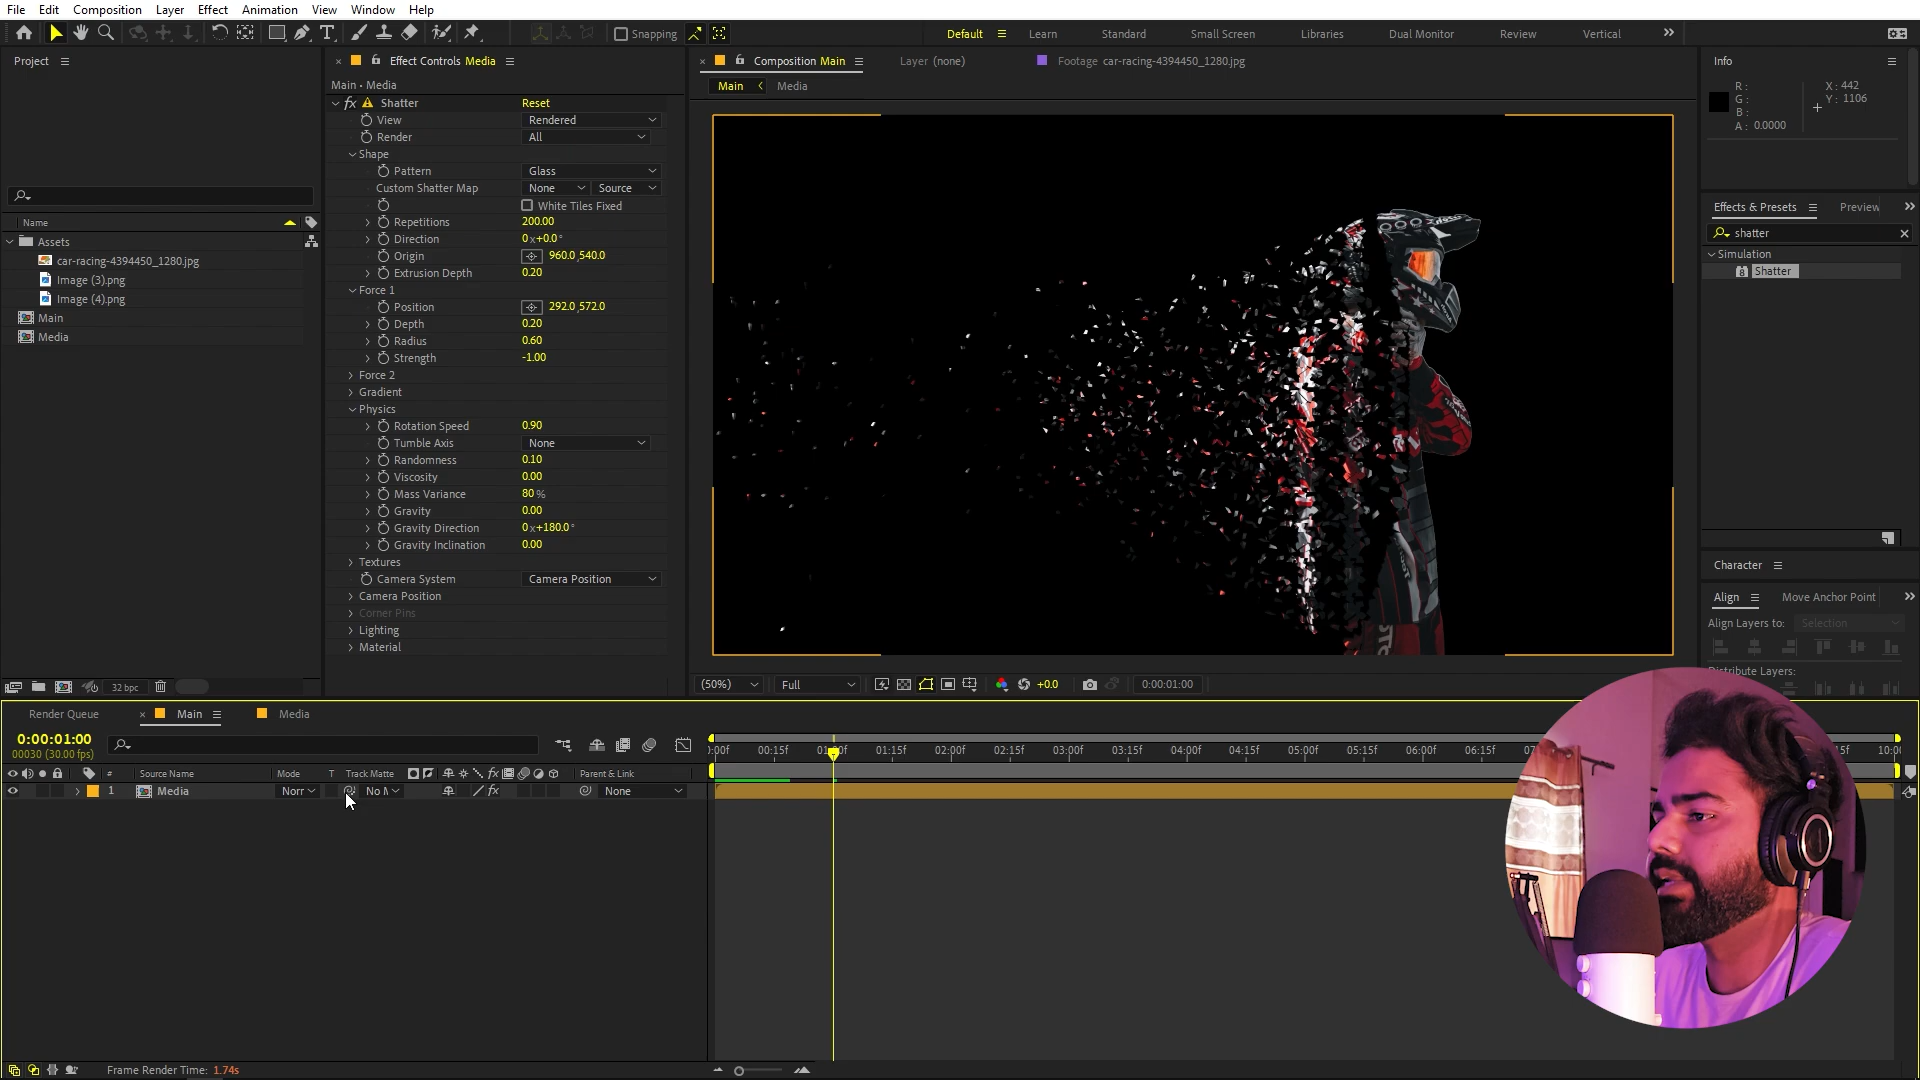 File Edit Composition Layer Effect Animation View Window Help
Snapping
Default Learn Standard Small Screen Libraries Dual Monitor Review Vertical
Project
Effect Controls Media
Composition Main
Layer (none)
Footage car-racing-4394450_1280.jpg
Info
Main • Media
Main
Media
R :
G :
B :
A : 0.0000
X : 442
Y : 1106
Shatter Reset
View Rendered
Render All
Shape
Pattern Glass
Custom Shatter Map None Source
White Tiles Fixed
Repetitions 200.00
Direction 0x+0.0°
Origin 960.0,540.0
Extrusion Depth 0.20
Force 1
Position 292.0,572.0
Depth 0.20
Radius 0.60
Strength -1.00
Force 2
Gradient
Physics
Rotation Speed 0.90
Tumble Axis None
Randomness 0.10
Viscosity 0.00
Mass Variance 80 %
Gravity 0.00
Gravity Direction 0x+180.0°
Gravity Inclination 0.00
Textures
Camera System Camera Position
Camera Position
Corner Pins
Lighting
Material
Name
Assets
car-racing-4394450_1280.jpg
Image (3).png
Image (4).png
Main
Media
Effects & Presets Preview
shatter
Simulation
Shatter
Character
Align Move Anchor Point
Align Layers to: Selection
Distribute Layers:
32 bpc
(50%) Full +0.0 0:00:01:00
Render Queue Main Media
0:00:01:00
00030 (30.00 fps)
# Source Name Mode T Track Matte Parent & Link
1 Media Norr No M None
:00f 00:15f 01:00f 01:15f 02:00f 02:15f 03:00f 03:15f 04:00f 04:15f 05:00f 05:15f 06:00f 06:15f 10:0
Frame Render Time: 1.74s